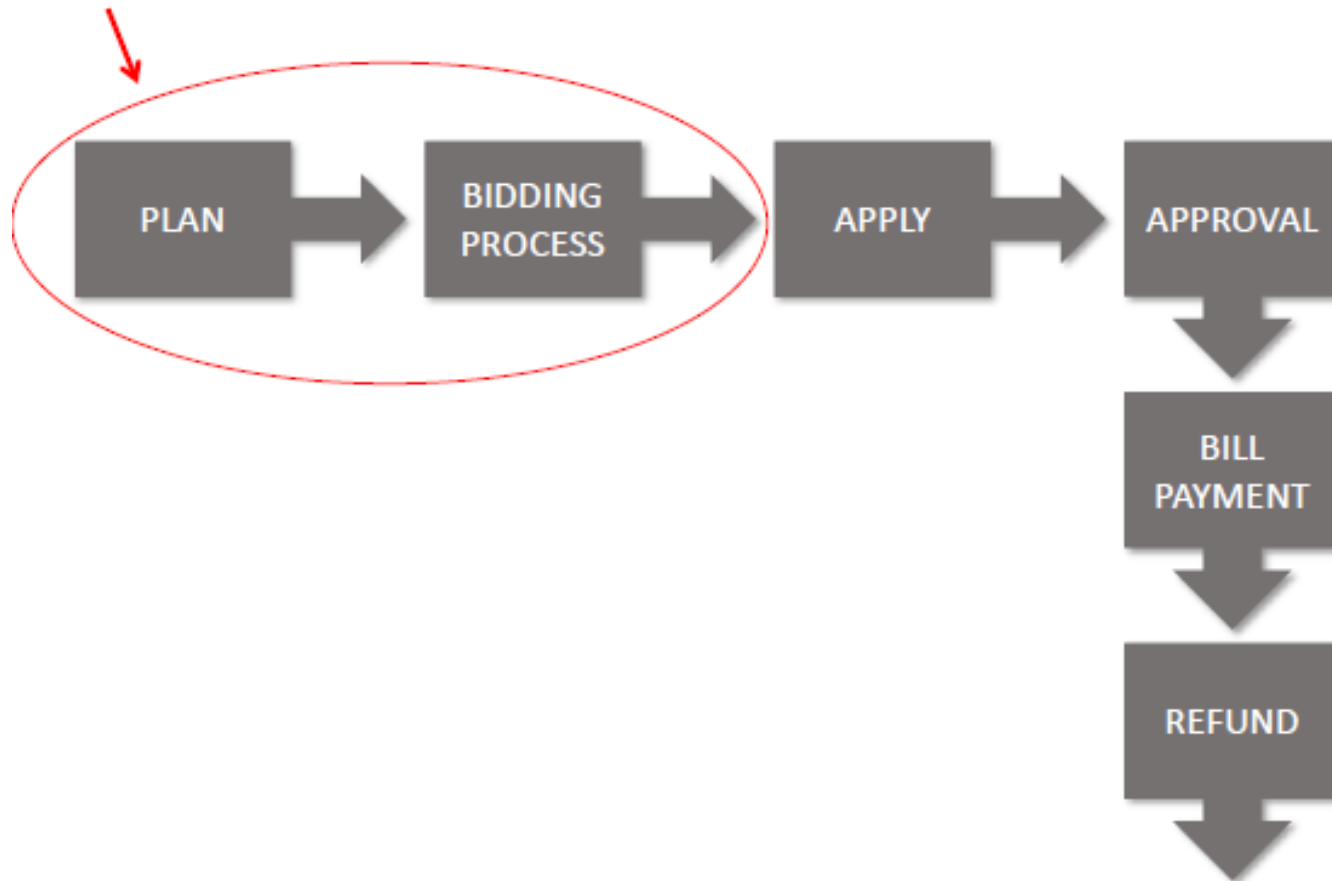 PLAN
BIDDING
PROCESS
APPLY
APPROVAL
BILL
PAYMENT
REFUND